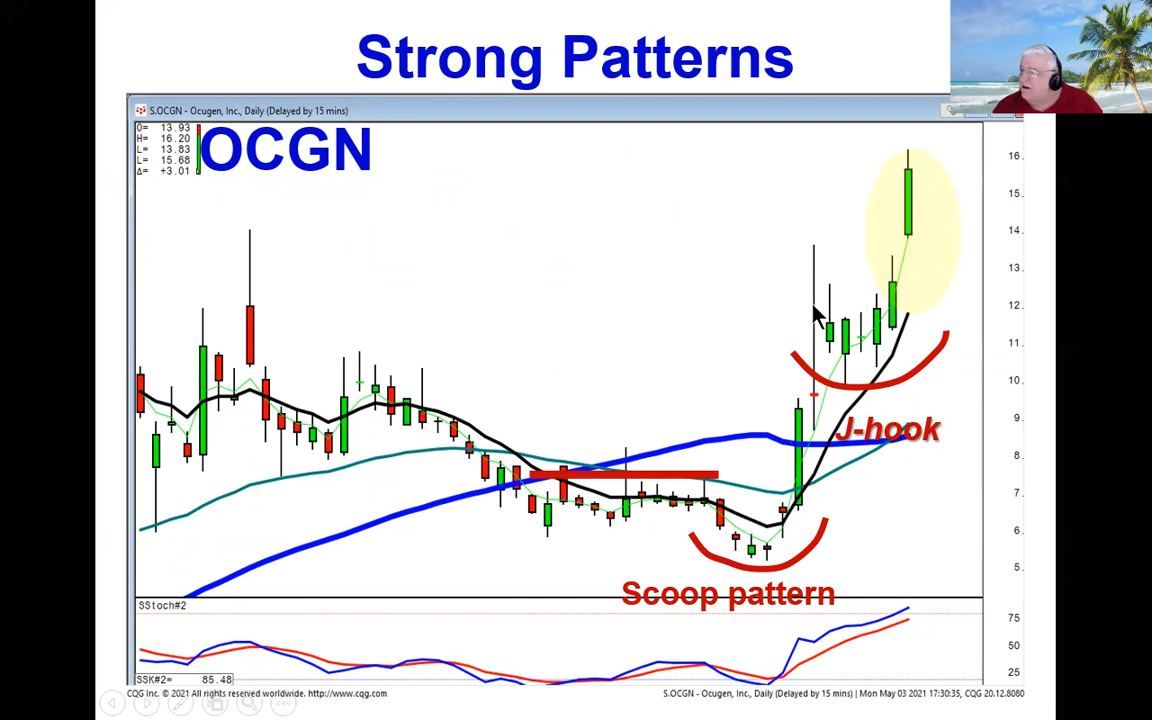 Strong Patterns
S.OCGN - Ocugen, Inc., Daily (Delayed by 15 mins)
O= 13.93
H= 16.20
L= 13.83
L= 15.68
Δ= +3.01
OCGN
16.
15.
14.
13.
12.
11.
10.
9.
8.
7.
6.
5.
J-hook
Scoop pattern
SStoch#2
75
50
25
SSK#2= 85.48
CQG Inc. © 2021 All rights reserved worldwide. http://www.cqg.com
S.OCGN - Ocugen, Inc., Daily (Delayed by 15 mins) | Mon May 03 2021 17:30:35, CQG 20.12.8080